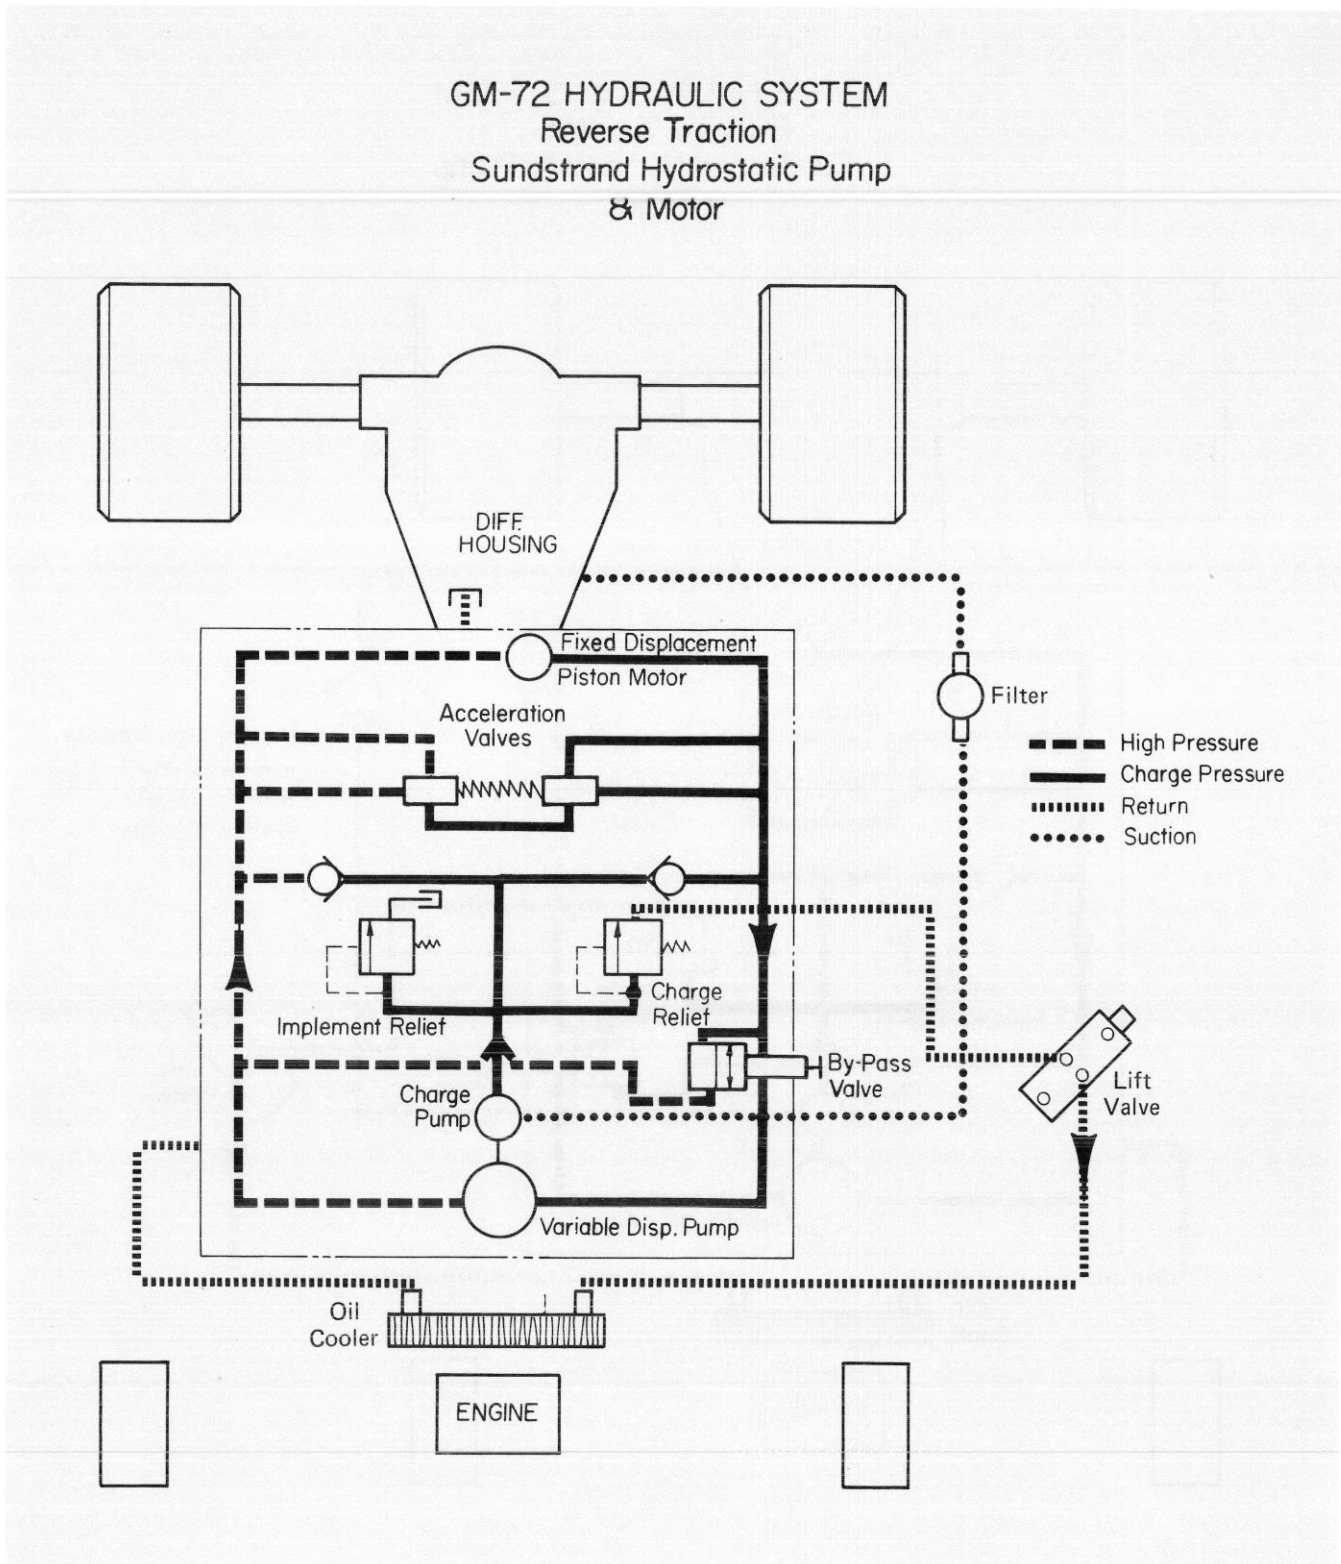 GM-72 HYDRAULIC SYSTEM
Reverse Traction
Sundstrand Hydrostatic Pump
& Motor
DIFF.
HOUSING
Fixed Displacement
Piston Motor
Acceleration
Valves
Filter
High Pressure
Charge Pressure
Return
Suction
Implement Relief
Charge
Relief
By-Pass
Valve
Charge
Pump
Lift
Valve
Variable Disp. Pump
Oil
Cooler
ENGINE